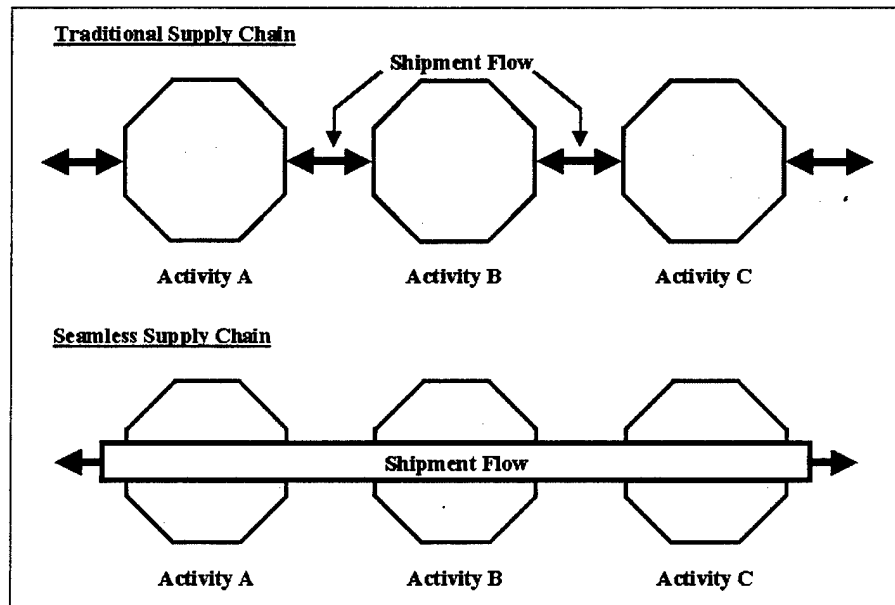 Traditional Supply Chain
Shipment Flow
Activity A
Activity B
Activity C
Seamless Supply Chain
Shipment Flow
Activity A
Activity B
Activity C